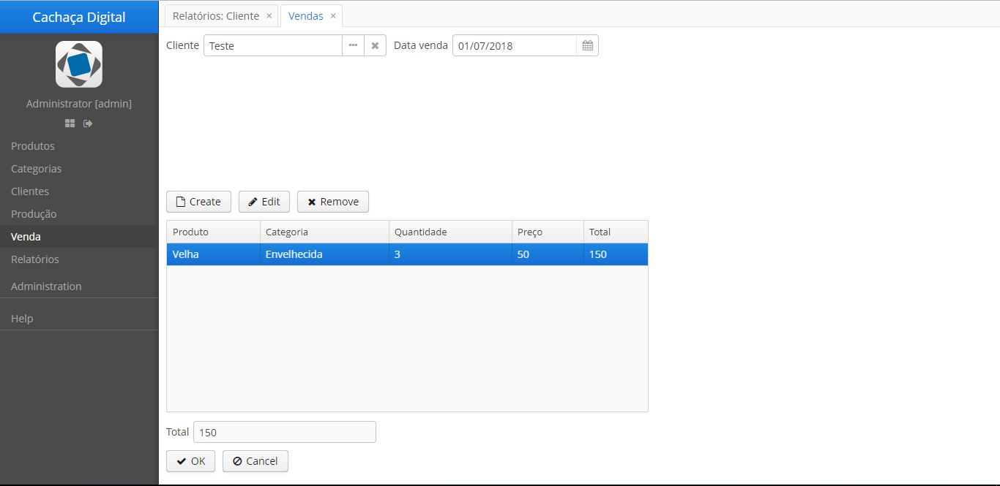 Cachaça Digital
Administrator [admin]
Produtos
Categorias
Clientes
Produção
Venda
Relatórios
Administration
Help
Relatórios: Cliente × Vendas ×
Cliente Teste Data venda 01/07/2018
Create Edit Remove
Produto Categoria Quantidade Preço Total
Velha Envelhecida 3 50 150
Total 150
OK Cancel